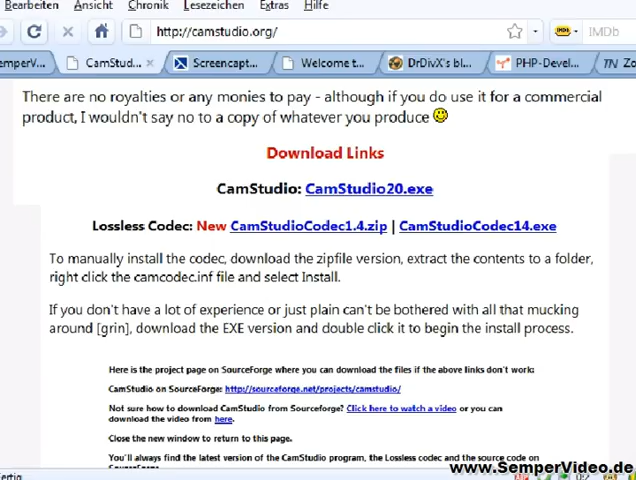 Bearbeiten Ansicht Chronik Lesezeichen Extras Hilfe
http://camstudio.org/ IMDb
emperV... CamStud... Screencapt... Welcome t... DrDivX's bl... PHP-Devel... Zo
There are no royalties or any monies to pay - although if you do use it for a commercial
product, I wouldn't say no to a copy of whatever you produce
Download Links
CamStudio: CamStudio20.exe
Lossless Codec: New CamStudioCodec1.4.zip | CamStudioCodec14.exe
To manually install the codec, download the zipfile version, extract the contents to a folder,
right click the camcodec.inf file and select Install.
If you don't have a lot of experience or just plain can't be bothered with all that mucking
around [grin], download the EXE version and double click it to begin the install process.
Here is the project page on SourceForge where you can download the files if the above links don't work:
CamStudio on SourceForge: http://sourceforge.net/projects/camstudio/
Not sure how to download CamStudio from Sourceforge? Click here to watch a video or you can
download the video from here.
Close the new window to return to this page.
You'll always find the latest version of the CamStudio program, the Lossless codec and the source code on
www.SemperVideo.de